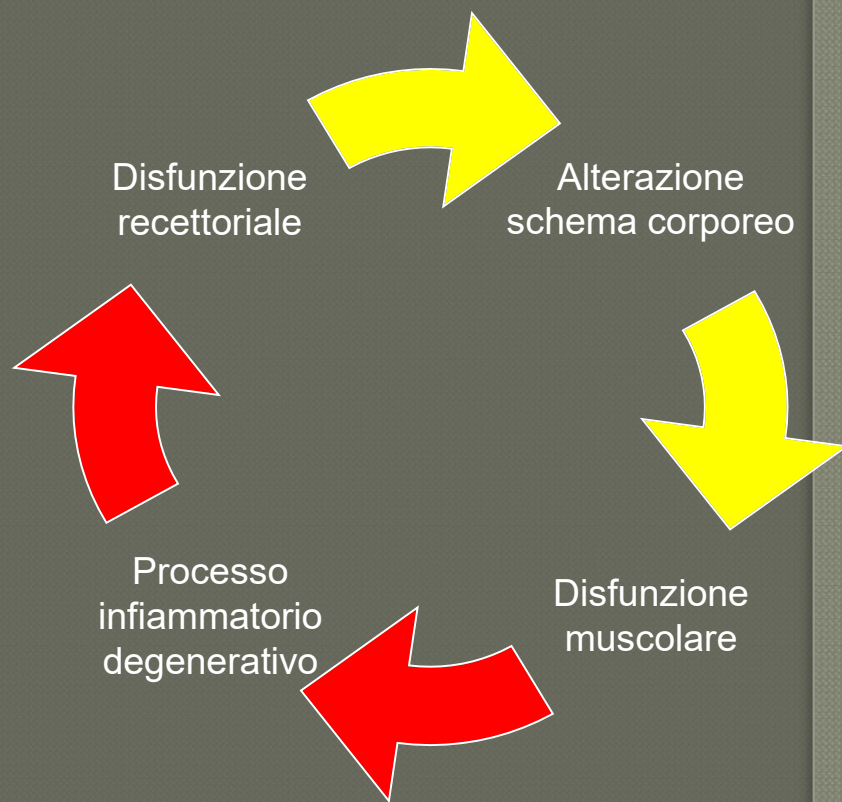 Disfunzione
recettoriale
Alterazione
schema corporeo
Disfunzione
muscolare
Processo
infiammatorio
degenerativo